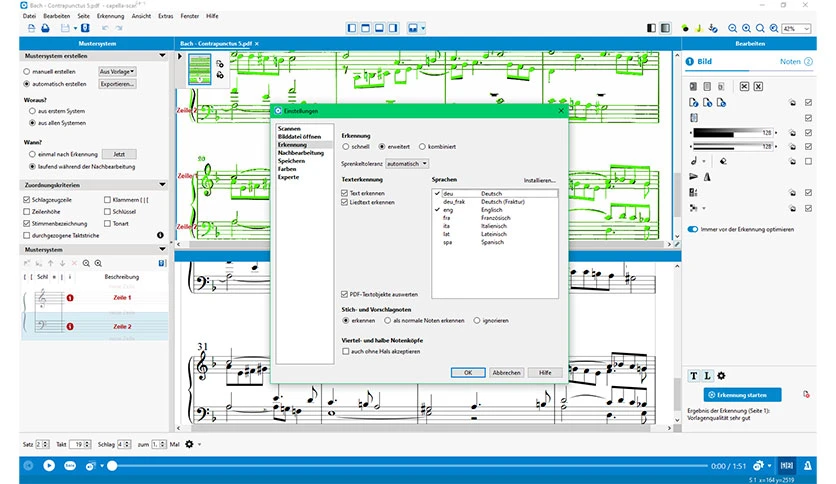 Bach - Contrapunctus 5.pdf - capella-scan
Datei Bearbeiten Seite Erkennung Ansicht Extras Fenster Hilfe
42%
Mustersystem
Mustersystem erstellen
manuell erstellen Aus Vorlage
automatisch erstellen Exportieren...
Woraus?
aus erstem System
aus allen Systemen
Wann?
einmal nach Erkennung Jetzt
laufend während der Nachbearbeitung
Zuordnungskriterien
Schlagzeugzeile Klammern [ {
Zeilenhöhe Schlüssel
Stimmenbezeichnung Tonart
durchgezogene Taktstriche
Mustersystem
Schl Beschreibung
Zeile 1
Zeile 2
Bach - Contrapunctus 5.pdf
Zeile 2
Zeile
31
Einstellungen
Scannen
Bilddatei öffnen
Erkennung
Nachbearbeitung
Speichern
Farben
Experte
Erkennung
schnell erweitert kombiniert
Sprenkeltoleranz automatisch
Texterkennung
Text erkennen
Liedtext erkennen
PDF-Textobjekte auswerten
Sprachen Installieren...
deu Deutsch
deu_frak Deutsch (Fraktur)
eng Englisch
fra Französisch
ita Italienisch
lat Lateinisch
spa Spanisch
Stich- und Vorschlagnoten
erkennen als normale Noten erkennen ignorieren
Viertel- und halbe Notenköpfe
auch ohne Hals akzeptieren
OK Abbrechen Hilfe
Bearbeiten
1 Bild Noten 2
128
128
Immer vor der Erkennung optimieren
T L
Erkennung starten
Ergebnis der Erkennung (Seite 1):
Vorlagenqualität sehr gut
Satz 2 Takt 19 Schlag 4 zum 1. Mal
0:00 / 1:51
S 1 x=164 y=2519